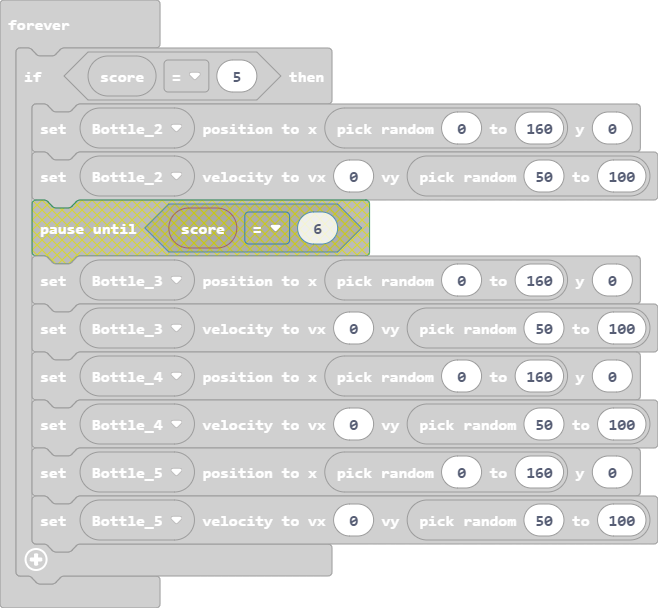 forever
if score = 5 then
set Bottle_2 position to x pick random 0 to 160 y 0
set Bottle_2 velocity to vx 0 vy pick random 50 to 100
pause until score = 6
set Bottle_3 position to x pick random 0 to 160 y 0
set Bottle_3 velocity to vx 0 vy pick random 50 to 100
set Bottle_4 position to x pick random 0 to 160 y 0
set Bottle_4 velocity to vx 0 vy pick random 50 to 100
set Bottle_5 position to x pick random 0 to 160 y 0
set Bottle_5 velocity to vx 0 vy pick random 50 to 100